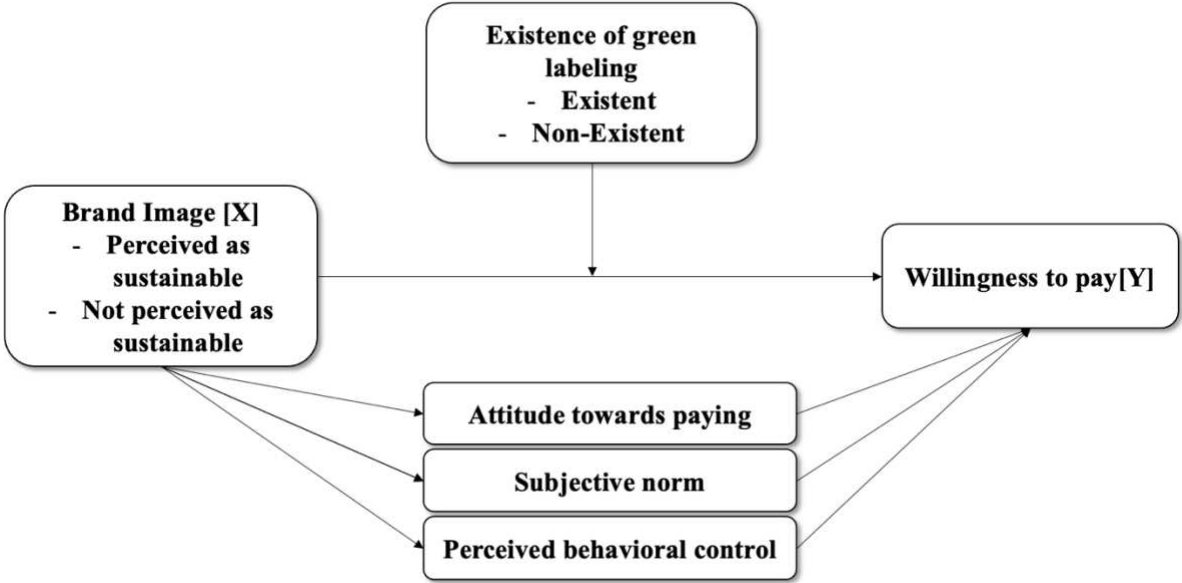 Existence of green
labeling
- Existent
- Non-Existent
Brand Image [X]
- Perceived as
sustainable
- Not perceived as
sustainable
Willingness to pay[Y]
Attitude towards paying
Subjective norm
Perceived behavioral control